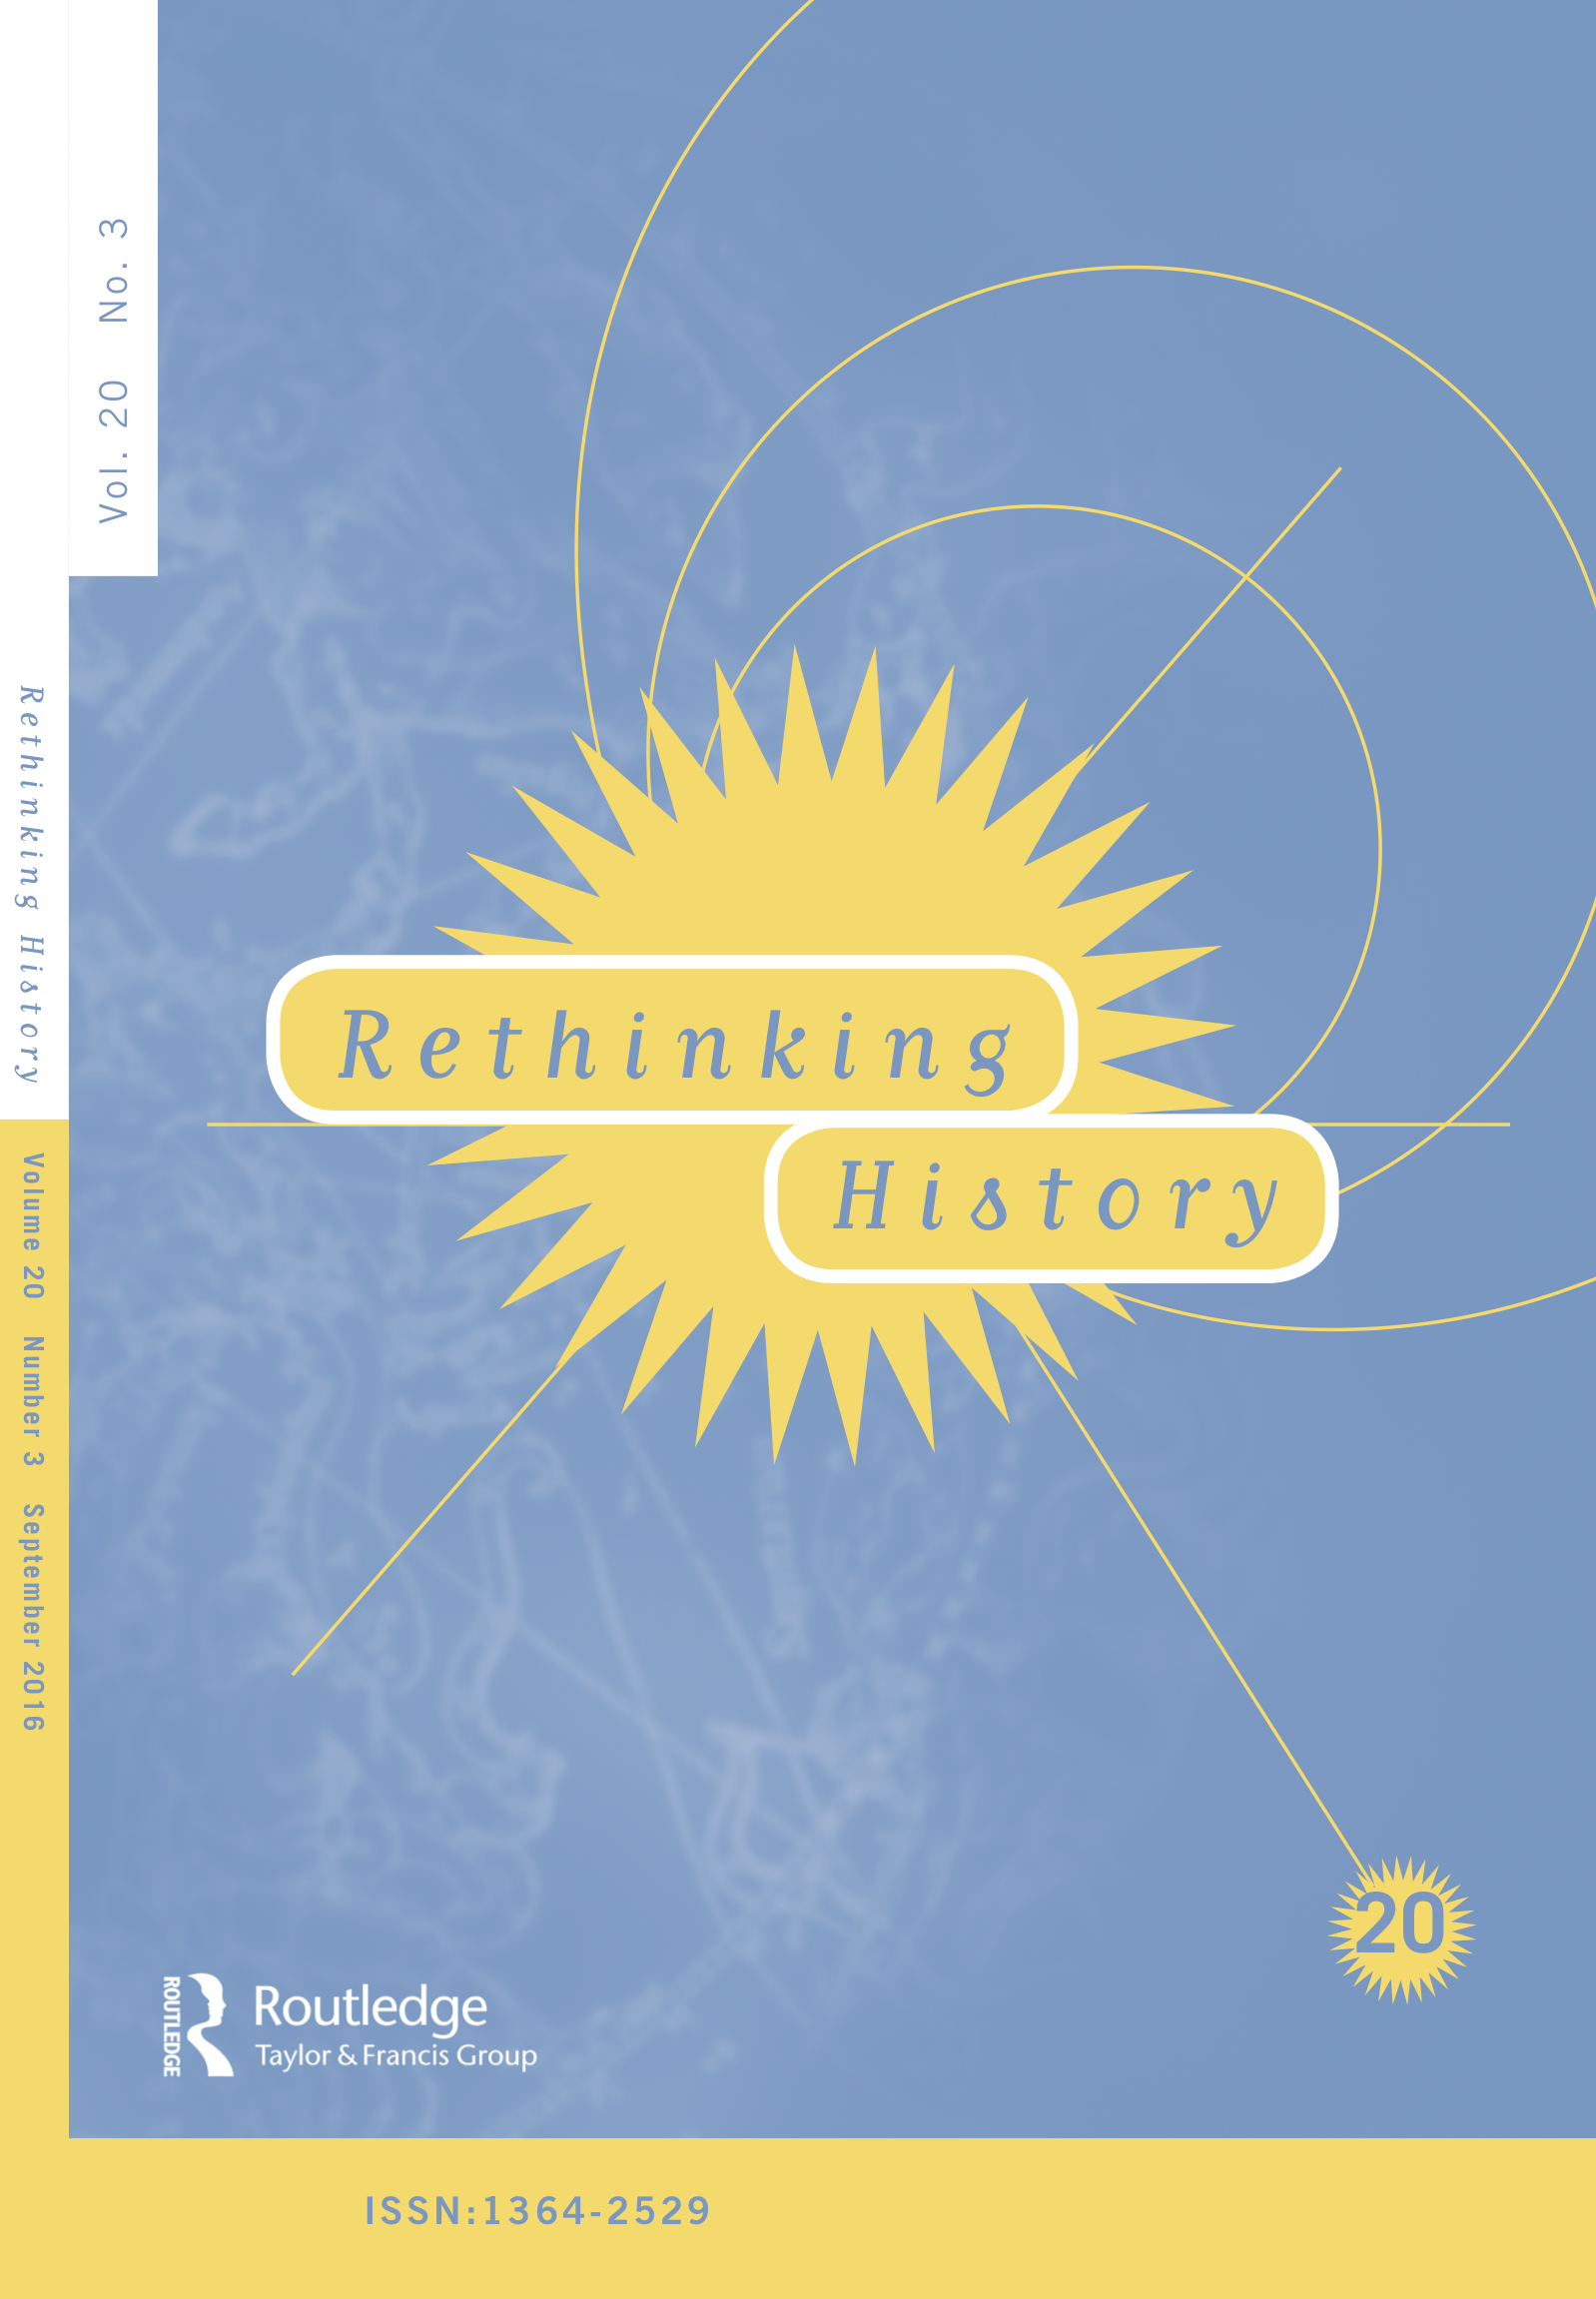 Vol. 20 No. 3
Rethinking History
Volume 20 Number 3 September 2016
Rethinking
History
20
ROUTLEDGE
Routledge
Taylor & Francis Group
ISSN:1364-2529